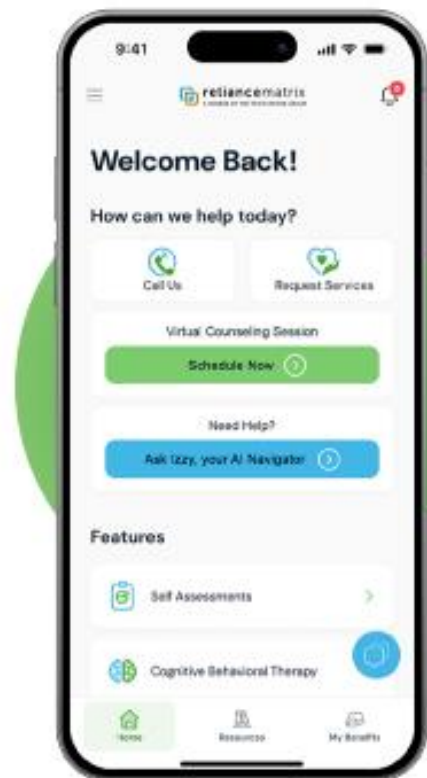 9:41
reliancematrix
Welcome Back!
How can we help today?
Call Us
Request Services
Virtual Counseling Session
Schedule Now
Need Help?
Ask Izzy, your AI Navigator
Features
Self Assessments
Cognitive Behavioral Therapy
Home
Resources
My Benefits